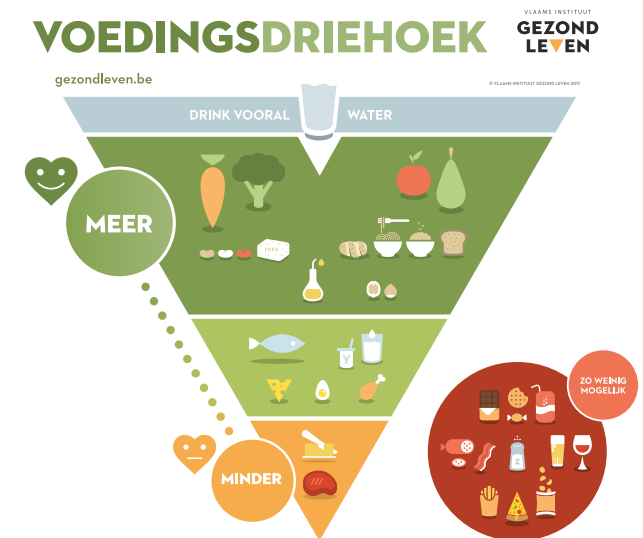 VOEDINGSDRIEHOEK
VLAAMS INSTITUUT
GEZOND
LEVEN
gezondleven.be
© VLAAMS INSTITUUT GEZOND LEVEN 2017
DRINK VOORAL WATER
MEER
TOFU
Y
ZO WEINIG
MOGELIJK
Z
MINDER